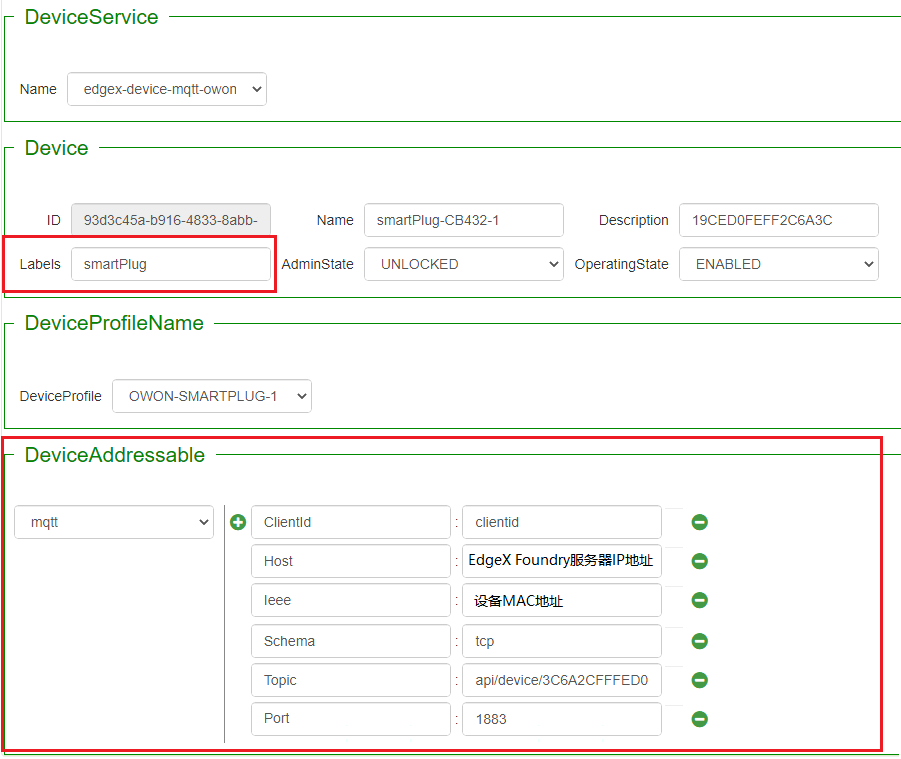 DeviceService
Name edgex-device-mqtt-owon
Device
ID 93d3c45a-b916-4833-8abb- Name smartPlug-CB432-1 Description 19CED0FEFF2C6A3C
Labels smartPlug AdminState UNLOCKED OperatingState ENABLED
DeviceProfileName
DeviceProfile OWON-SMARTPLUG-1
DeviceAddressable
mqtt ClientId : clientid
Host : EdgeX Foundry服务器IP地址
Ieee : 设备MAC地址
Schema : tcp
Topic : api/device/3C6A2CFFFED0
Port : 1883